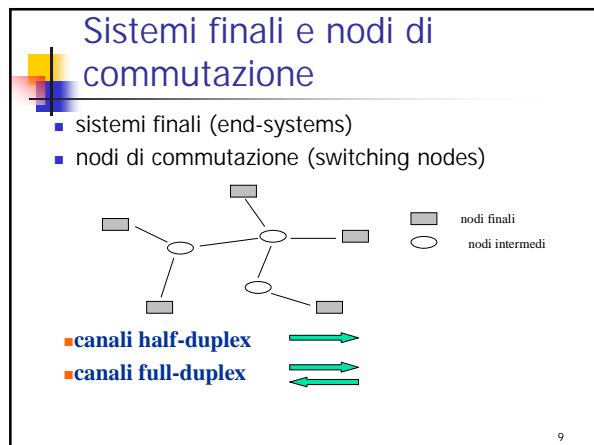 Sistemi finali e nodi di
commutazione
sistemi finali (end-systems)
nodi di commutazione (switching nodes)
nodi finali
nodi intermedi
canali half-duplex
canali full-duplex
9